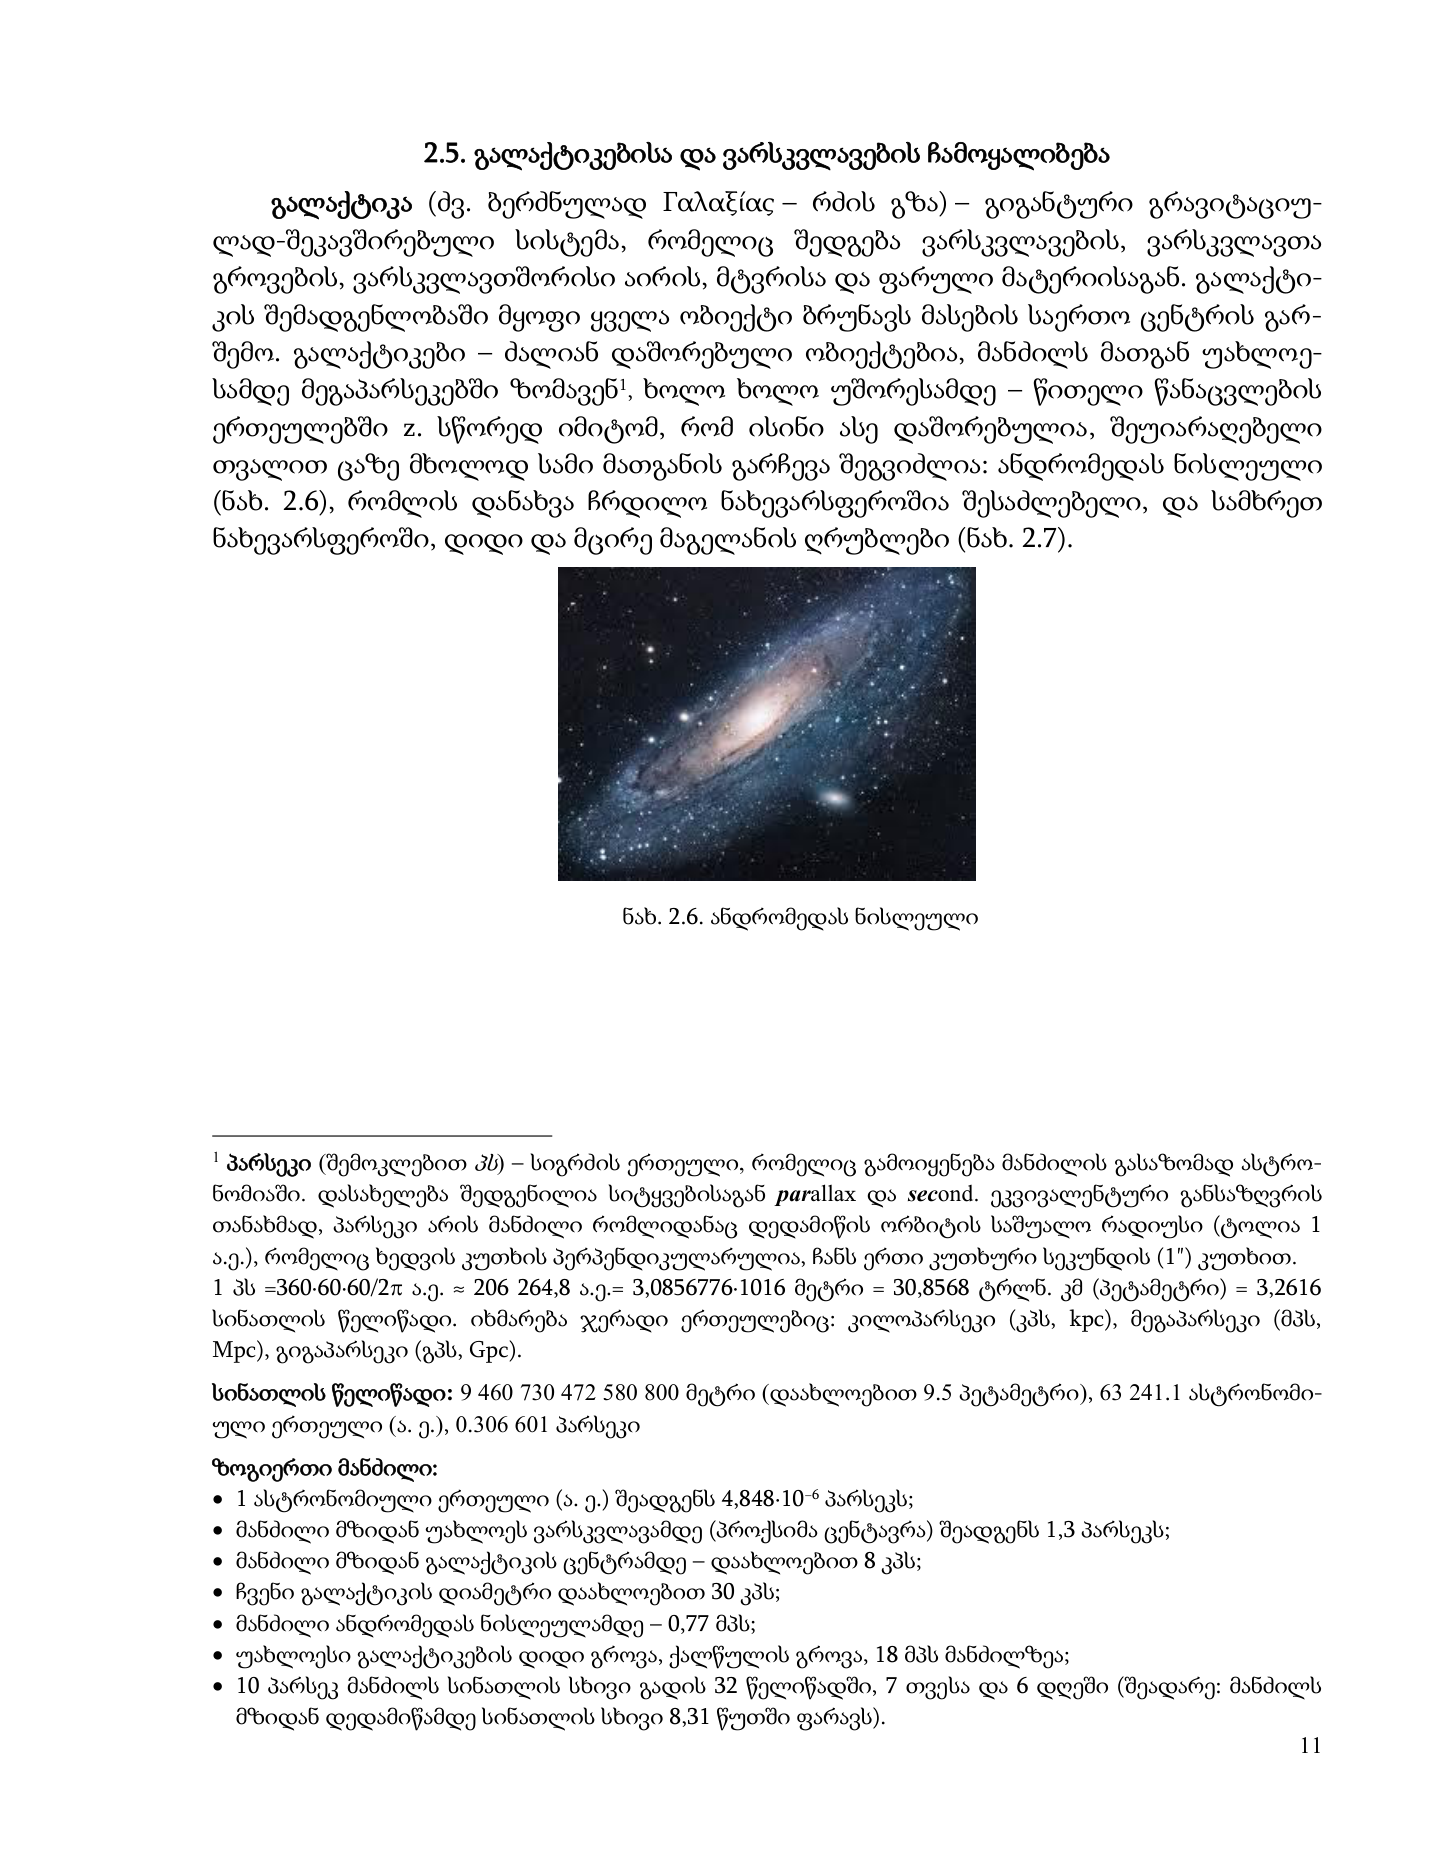 2.5. გალაქტიკებისა და ვარსკვლავების ჩამოყალიბება
გალაქტიკა (ძვ. ბერძნულად Γαλαξίας – რძის გზა) – გიგანტური გრავიტაციუ-
ლად-შეკავშირებული სისტემა, რომელიც შედგება ვარსკვლავების, ვარსკვლავთა
გროვების, ვარსკვლავთშორისი აირის, მტვრისა და ფარული მატერიისაგან. გალაქტი-
კის შემადგენლობაში მყოფი ყველა ობიექტი ბრუნავს მასების საერთო ცენტრის გარ-
შემო. გალაქტიკები – ძალიან დაშორებული ობიექტებია, მანძილს მათგან უახლოე-
სამდე მეგაპარსეკებში ზომავენ¹, ხოლო ხოლო უშორესამდე – წითელი წანაცვლების
ერთეულებში z. სწორედ იმიტომ, რომ ისინი ასე დაშორებულია, შეუიარაღებელი
თვალით ცაზე მხოლოდ სამი მათგანის გარჩევა შეგვიძლია: ანდრომედას ნისლეული
(ნახ. 2.6), რომლის დანახვა ჩრდილო ნახევარსფეროშია შესაძლებელი, და სამხრეთ
ნახევარსფეროში, დიდი და მცირე მაგელანის ღრუბლები (ნახ. 2.7).
ნახ. 2.6. ანდრომედას ნისლეული
¹ პარსეკი (შემოკლებით პს) – სიგრძის ერთეული, რომელიც გამოიყენება მანძილის გასაზომად ასტრო-
ნომიაში. დასახელება შედგენილია სიტყვებისაგან parallax და second. ეკვივალენტური განსაზღვრის
თანახმად, პარსეკი არის მანძილი რომლიდანაც დედამიწის ორბიტის საშუალო რადიუსი (ტოლია 1
ა.ე.), რომელიც ხედვის კუთხის პერპენდიკულარულია, ჩანს ერთი კუთხური სეკუნდის (1″) კუთხით.
1 პს =360·60·60/2π ა.ე. ≈ 206 264,8 ა.ე.= 3,0856776·1016 მეტრი = 30,8568 ტრლნ. კმ (პეტამეტრი) = 3,2616
სინათლის წელიწადი. იხმარება ჯერადი ერთეულებიც: კილოპარსეკი (კპს, kpc), მეგაპარსეკი (მპს,
Mpc), გიგაპარსეკი (გპს, Gpc).
სინათლის წელიწადი: 9 460 730 472 580 800 მეტრი (დაახლოებით 9.5 პეტამეტრი), 63 241.1 ასტრონომი-
ული ერთეული (ა. ე.), 0.306 601 პარსეკი
ზოგიერთი მანძილი:
• 1 ასტრონომიული ერთეული (ა. ე.) შეადგენს 4,848·10⁻⁶ პარსეკს;
• მანძილი მზიდან უახლოეს ვარსკვლავამდე (პროქსიმა ცენტავრა) შეადგენს 1,3 პარსეკს;
• მანძილი მზიდან გალაქტიკის ცენტრამდე – დაახლოებით 8 კპს;
• ჩვენი გალაქტიკის დიამეტრი დაახლოებით 30 კპს;
• მანძილი ანდრომედას ნისლეულამდე – 0,77 მპს;
• უახლოესი გალაქტიკების დიდი გროვა, ქალწულის გროვა, 18 მპს მანძილზეა;
• 10 პარსეკ მანძილს სინათლის სხივი გადის 32 წელიწადში, 7 თვესა და 6 დღეში (შეადარე: მანძილს
მზიდან დედამიწამდე სინათლის სხივი 8,31 წუთში ფარავს).
11